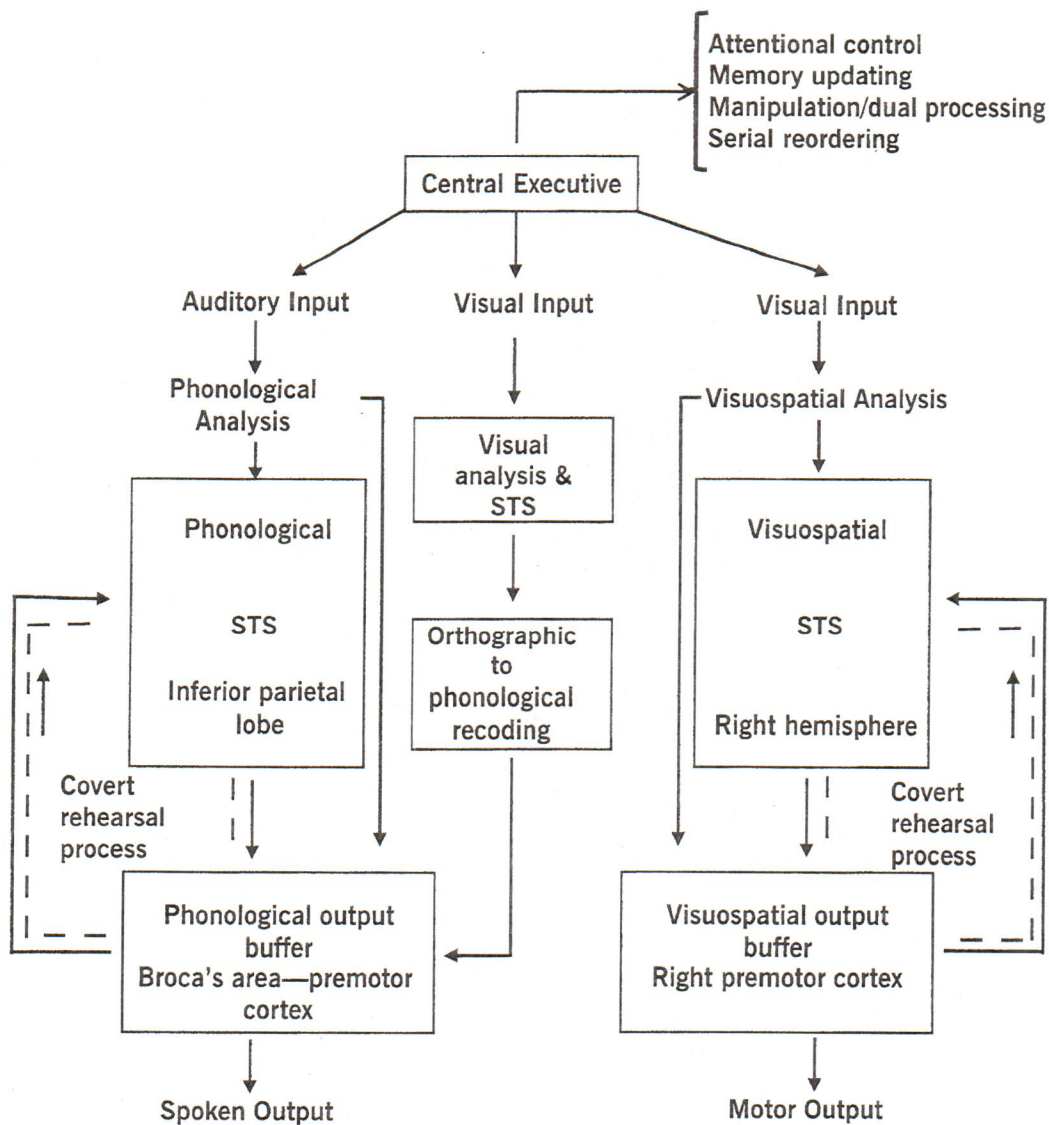 Attentional control
Memory updating
Manipulation/dual processing
Serial reordering
Central Executive
Auditory Input
Visual Input
Visual Input
Phonological
Analysis
Visuospatial Analysis
Visual
analysis &
STS
Phonological
STS
Inferior parietal
lobe
Orthographic
to
phonological
recoding
Visuospatial
STS
Right hemisphere
Covert
rehearsal
process
Covert
rehearsal
process
Phonological output
buffer
Broca's area—premotor
cortex
Visuospatial output
buffer
Right premotor cortex
Spoken Output
Motor Output